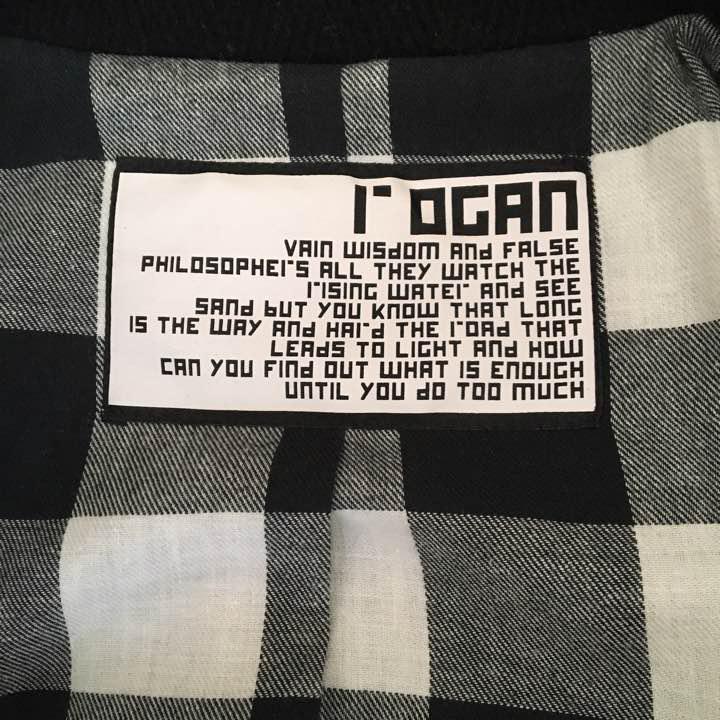 rOGAN
VAIN WISdOM ANd FALSE
PHILOSOPHErS ALL THEY WATCH THE
rISING WATEr ANd SEE
SANd bUT YOU KNOW THAT LONG
IS THE WAY ANd HArd THE rOAd THAT
LEAdS TO LIGHT ANd HOW
CAN YOU FINd OUT WHAT IS ENOUGH
UNTIL YOU dO TOO MUCH